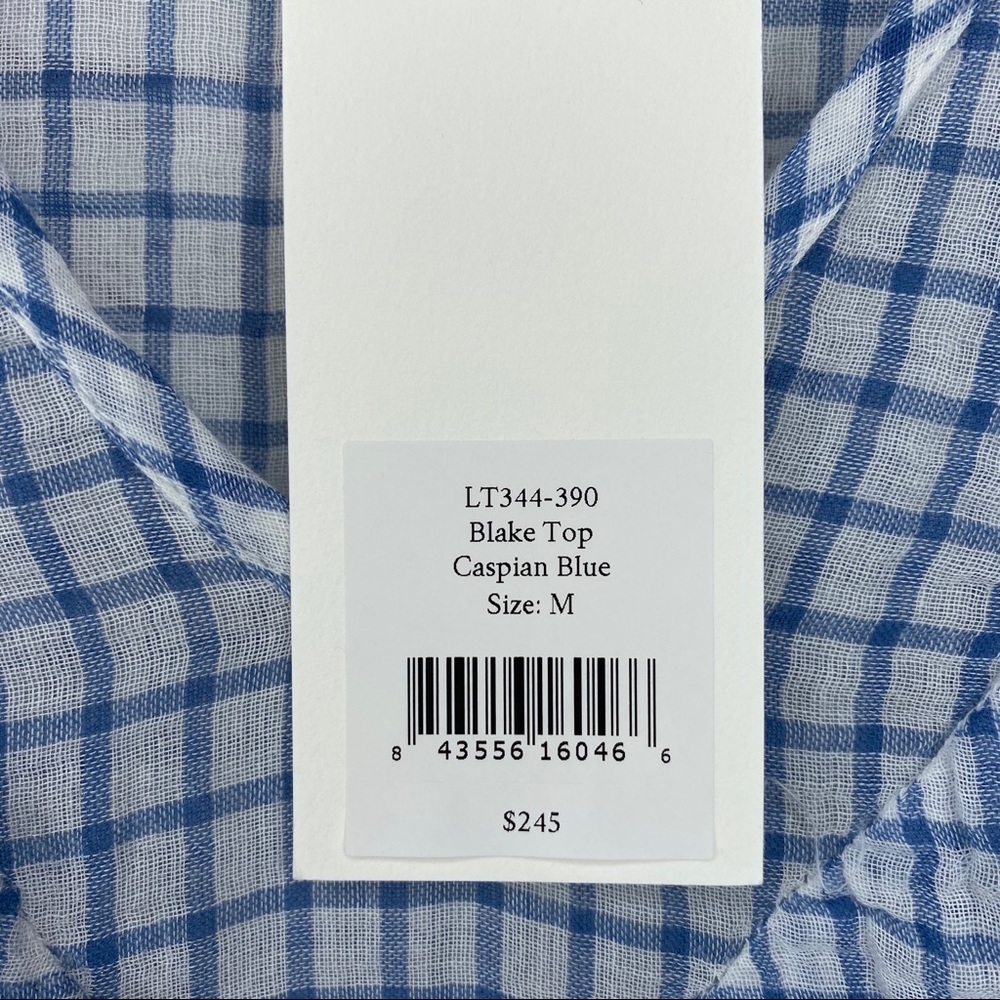 LT344-390
Blake Top
Caspian Blue
Size: M
8 43556 16046 6
$245